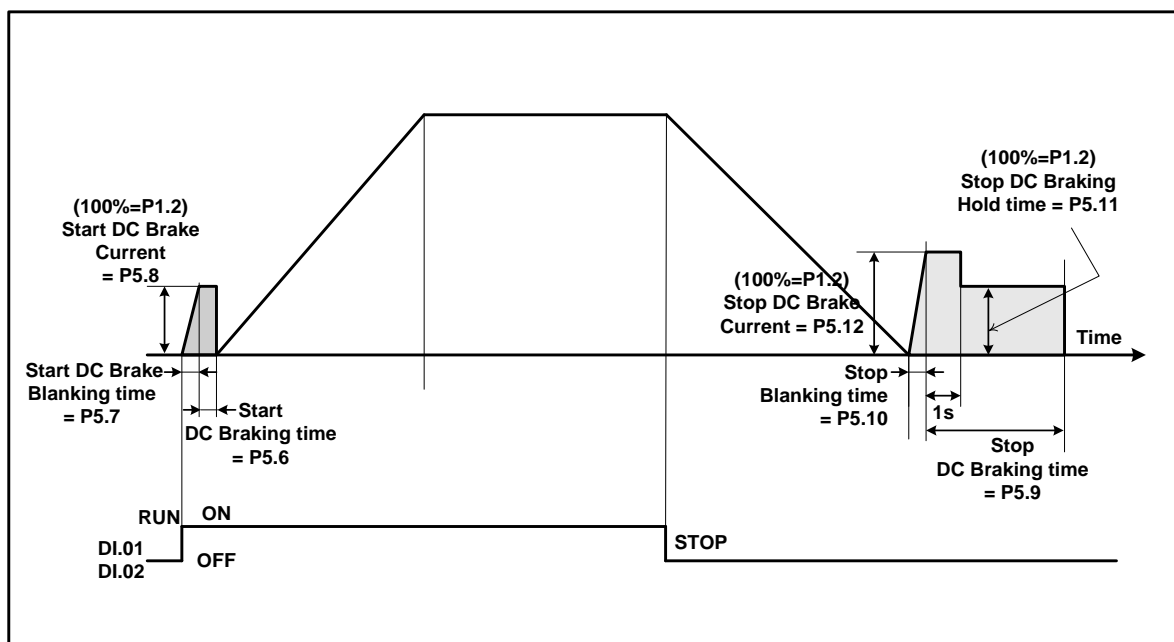 (100%=P1.2)
Start DC Brake
Current
= P5.8
(100%=P1.2)
Stop DC Braking
Hold time = P5.11
(100%=P1.2)
Stop DC Brake
Current = P5.12
Time
Start DC Brake
Blanking time
= P5.7
Start
DC Braking time
= P5.6
Stop
Blanking time
= P5.10
1s
Stop
DC Braking time
= P5.9
RUN ON
DI.01
DI.02
OFF
STOP